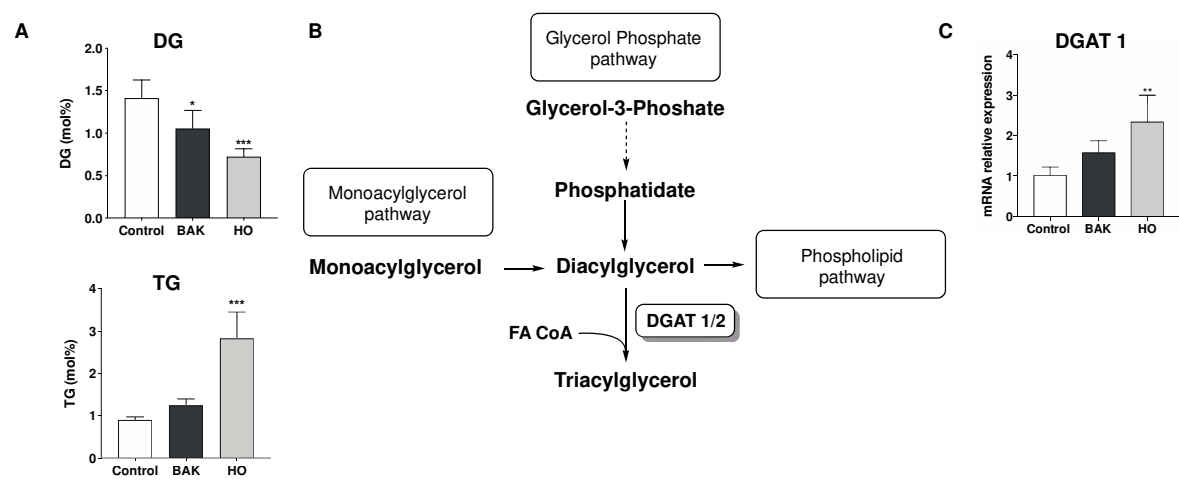 A
DG
DG (mol%)
2.0
1.5
1.0
0.5
0.0
*
***
Control BAK HO
TG
TG (mol%)
4
3
2
1
0
***
Control BAK HO
B
Glycerol Phosphate
pathway
Glycerol-3-Phoshate
Phosphatidate
Monoacylglycerol
pathway
Monoacylglycerol
Diacylglycerol
Phospholipid
pathway
DGAT 1/2
FA CoA
Triacylglycerol
C
DGAT 1
mRNA relative expression
4
3
2
1
0
**
Control BAK HO